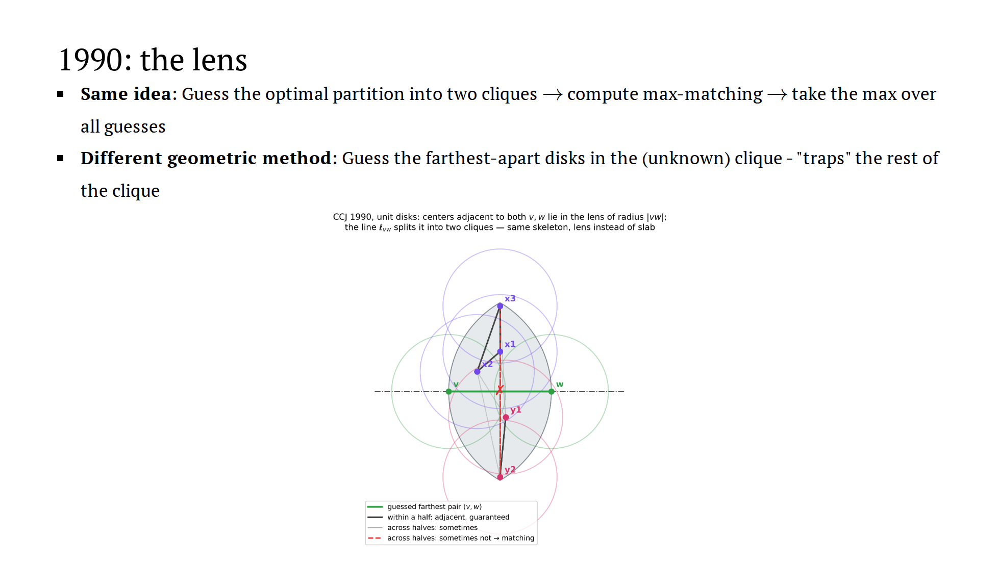 1990: the lens
▪ Same idea: Guess the optimal partition into two cliques → compute max-matching → take the max over
all guesses
▪ Different geometric method: Guess the farthest-apart disks in the (unknown) clique - "traps" the rest of
the clique
CCJ 1990, unit disks: centers adjacent to both v, w lie in the lens of radius |vw|;
the line ℓvw splits it into two cliques — same skeleton, lens instead of slab
x3
x1
x2
v
w
y1
y2
guessed farthest pair (v, w)
within a half: adjacent, guaranteed
across halves: sometimes
across halves: sometimes not → matching